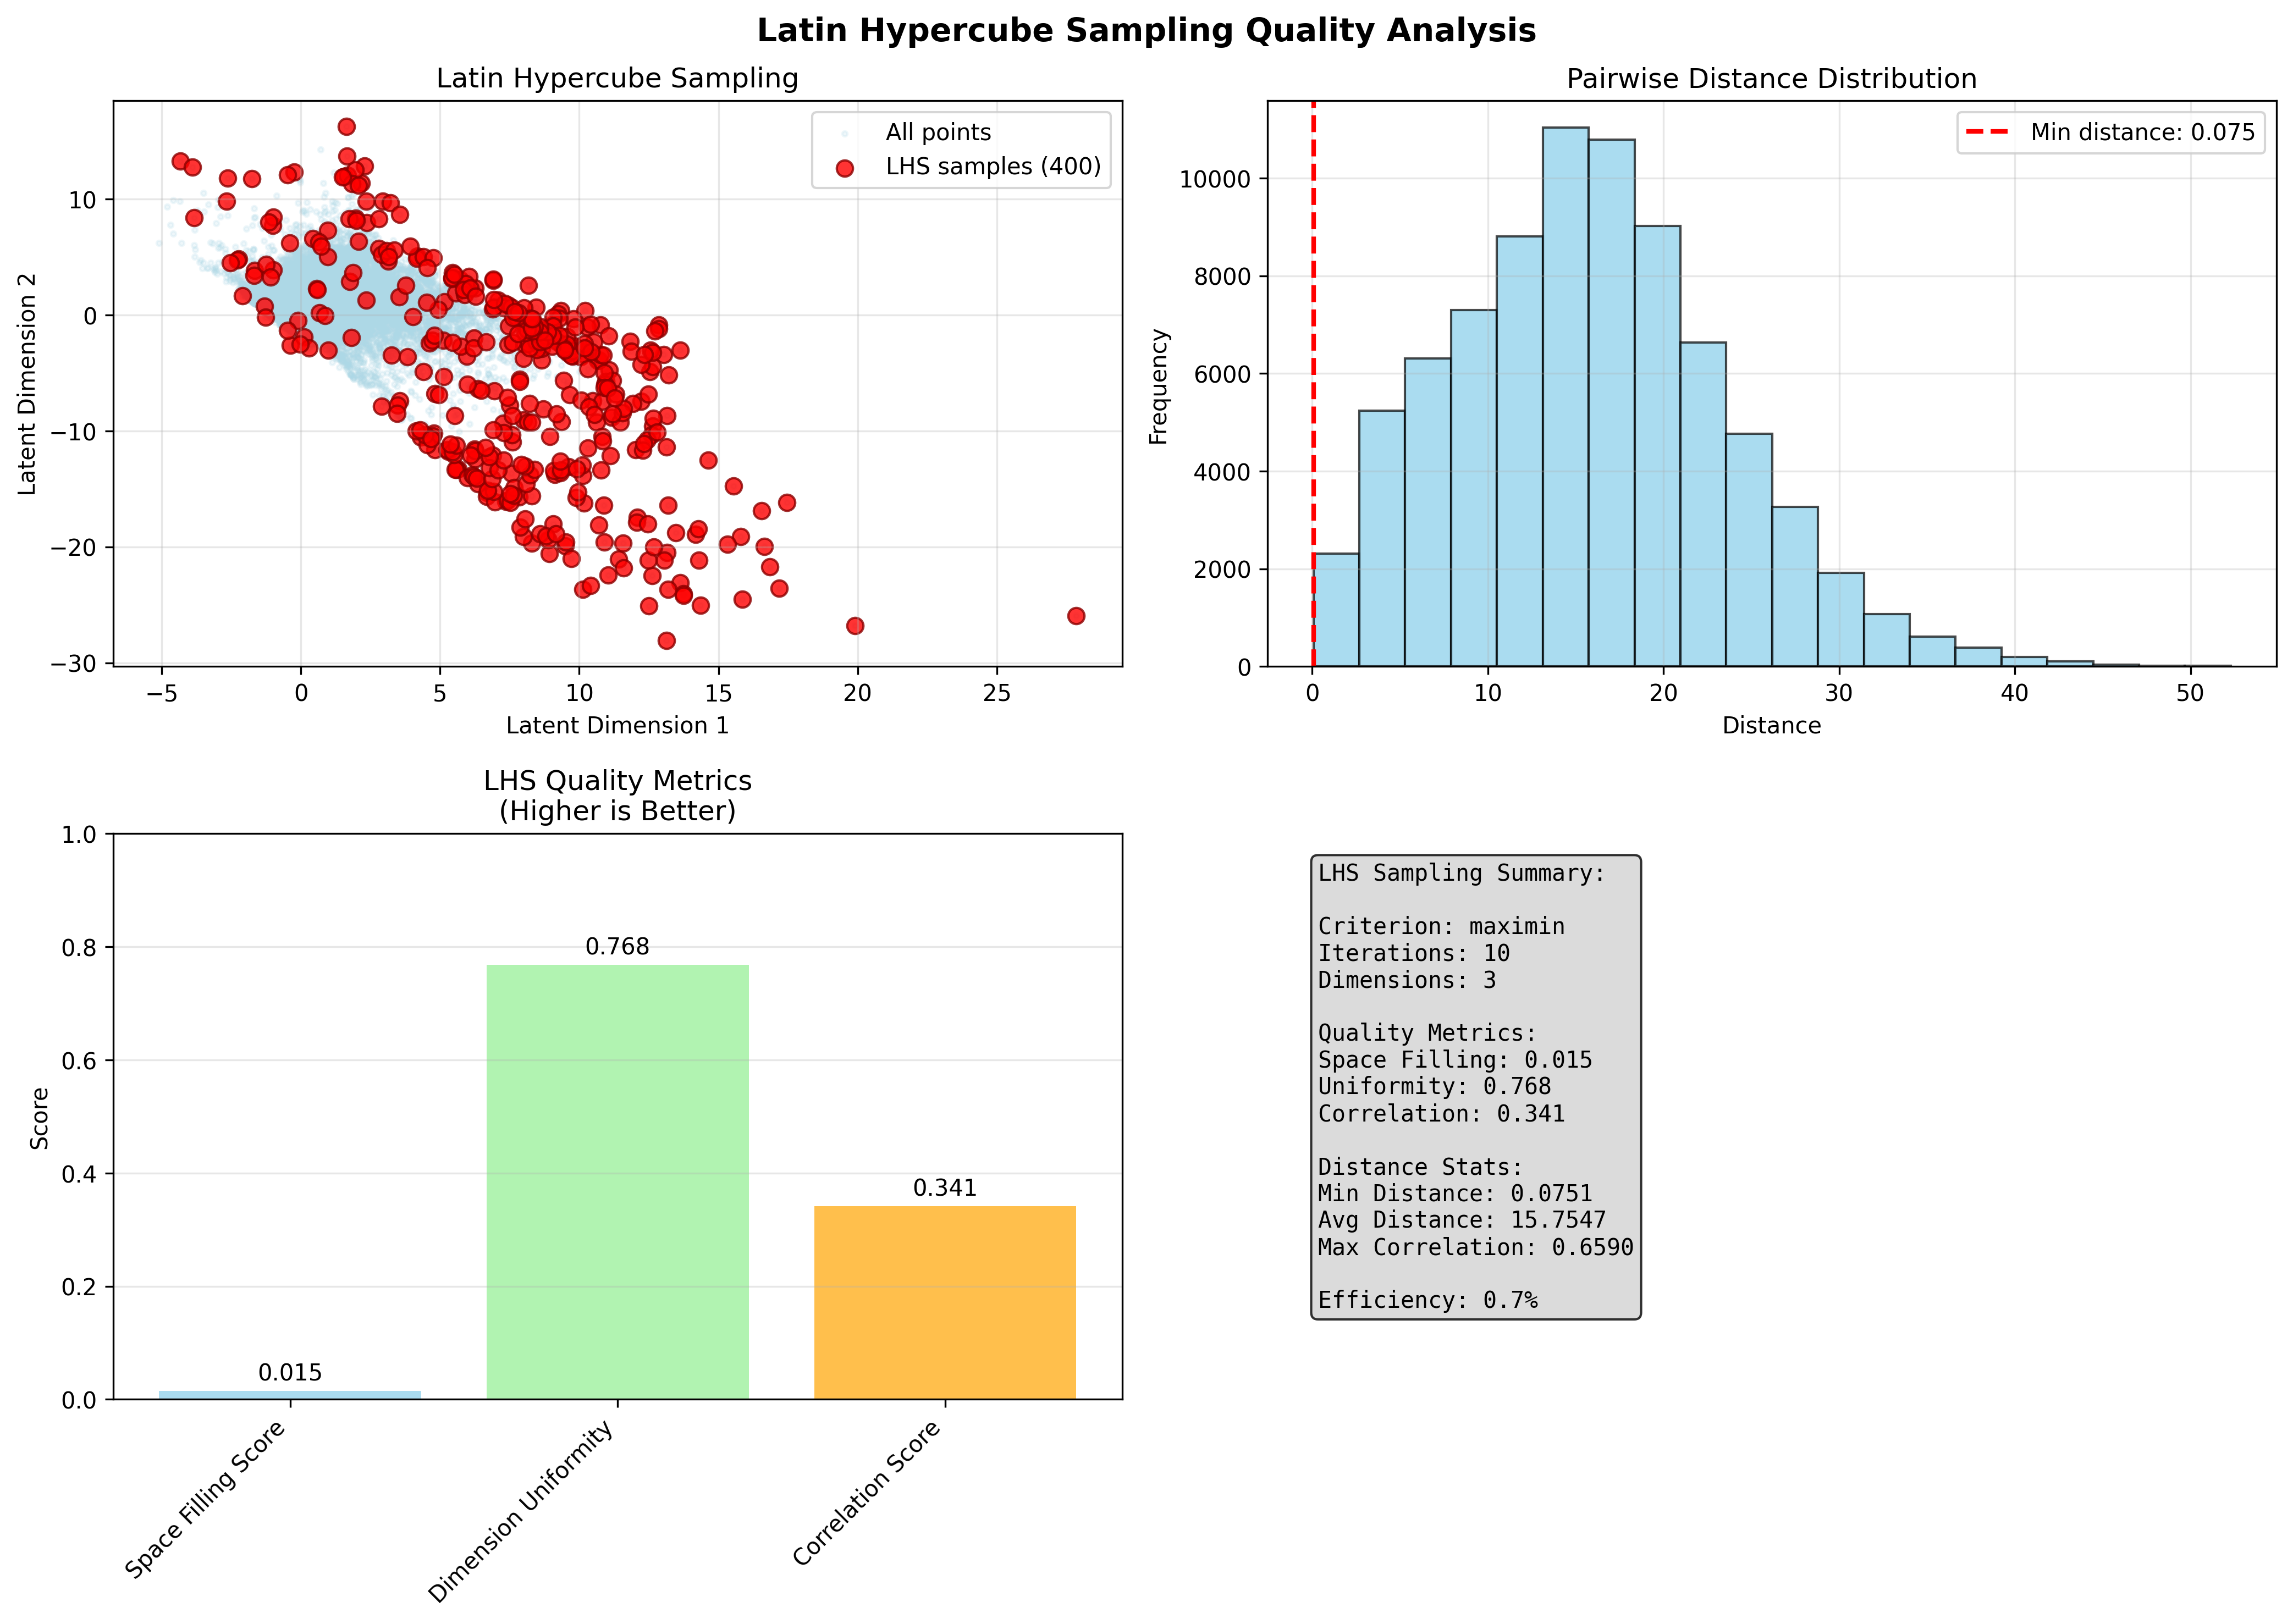 Latin Hypercube Sampling Quality Analysis
Latin Hypercube Sampling
All points
LHS samples (400)
10
0
−10
−20
−30
Latent Dimension 2
−5
0
5
10
15
20
25
Latent Dimension 1
Pairwise Distance Distribution
Min distance: 0.075
10000
8000
6000
4000
2000
0
Frequency
0
10
20
30
40
50
Distance
LHS Quality Metrics
(Higher is Better)
1.0
0.8
0.6
0.4
0.2
0.0
Score
0.015
0.768
0.341
Space Filling Score
Dimension Uniformity
Correlation Score
LHS Sampling Summary:
Criterion: maximin
Iterations: 10
Dimensions: 3
Quality Metrics:
Space Filling: 0.015
Uniformity: 0.768
Correlation: 0.341
Distance Stats:
Min Distance: 0.0751
Avg Distance: 15.7547
Max Correlation: 0.6590
Efficiency: 0.7%